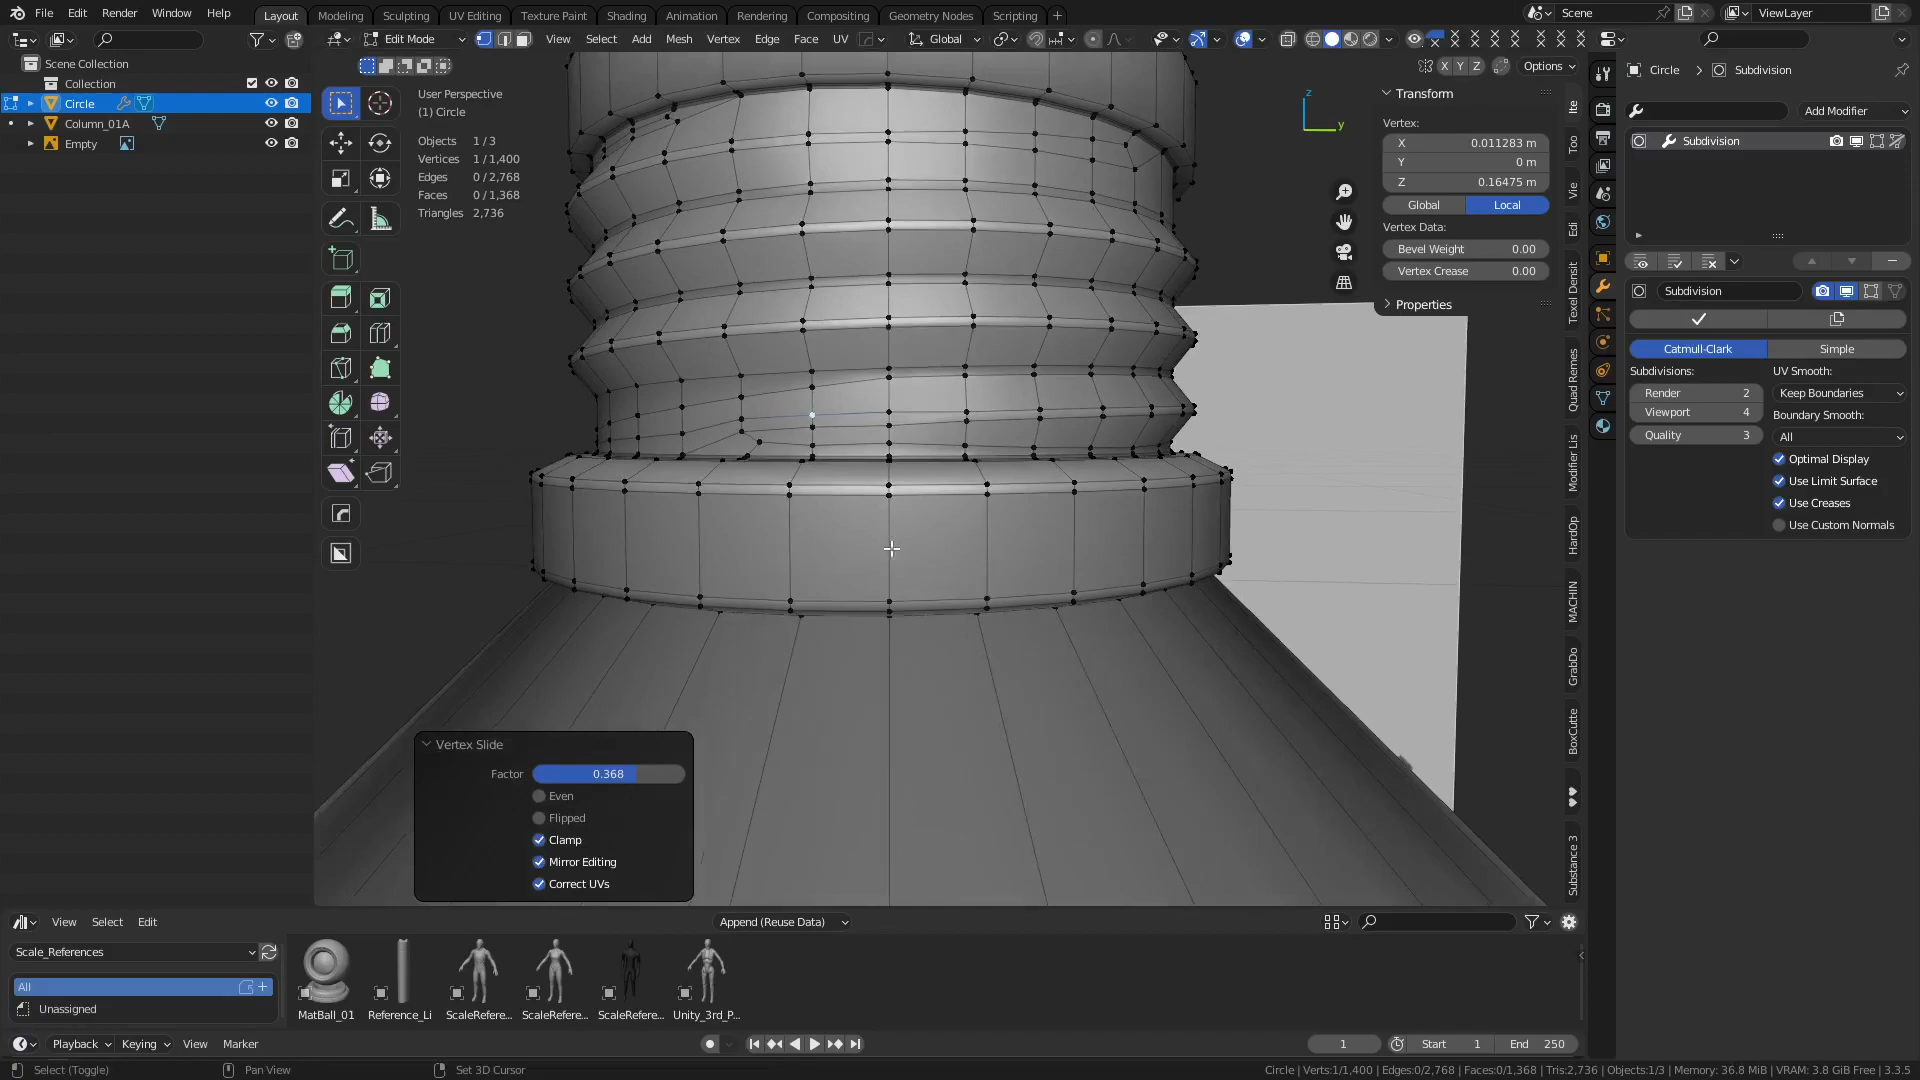 File Edit Render Window Help
Layout Modeling Sculpting UV Editing Texture Paint Shading Animation Rendering Compositing Geometry Nodes Scripting +
Scene
ViewLayer
Edit Mode View Select Add Mesh Vertex Edge Face UV
Global
X Y Z
Options
Scene Collection
Collection
Circle
Column_01A
Empty
User Perspective
(1) Circle
Objects 1 / 3
Vertices 1 / 1,400
Edges 0 / 2,768
Faces 0 / 1,368
Triangles 2,736
z
y
Transform
Vertex:
X 0.011283 m
Y 0 m
Z 0.16475 m
Global Local
Vertex Data:
Bevel Weight 0.00
Vertex Crease 0.00
Properties
Ite
Too
Vie
Edi
Texel Densit
Quad Remes
Modifier Lis
HardOp
MACHIN
GrabDo
BoxCutte
Substance 3
Circle > Subdivision
Add Modifier
Subdivision
Subdivision
Catmull-Clark Simple
Subdivisions:
Render 2
Viewport 4
Quality 3
UV Smooth:
Keep Boundaries
Boundary Smooth:
All
Optimal Display
Use Limit Surface
Use Creases
Use Custom Normals
Vertex Slide
Factor 0.368
Even
Flipped
Clamp
Mirror Editing
Correct UVs
View Select Edit
Append (Reuse Data)
Scale_References
All
Unassigned
MatBall_01 Reference_Li ScaleRefere... ScaleRefere... ScaleRefere... Unity_3rd_P...
Playback Keying View Marker
1
Start 1 End 250
Select (Toggle) Pan View Set 3D Cursor
Circle | Verts:1/1,400 | Edges:0/2,768 | Faces:0/1,368 | Tris:2,736 | Objects:1/3 | Memory: 36.8 MiB | VRAM: 3.8 GiB Free | 3.3.5